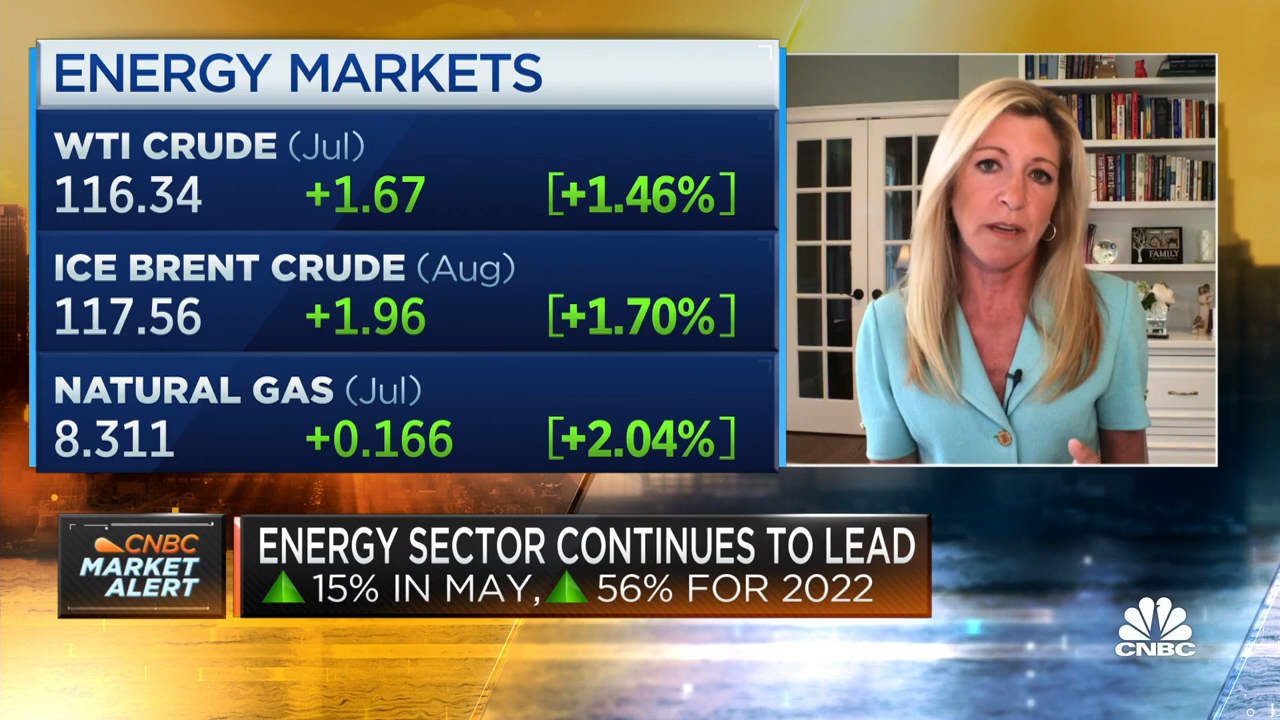 ENERGY MARKETS
WTI CRUDE (Jul)
116.34 +1.67 [+1.46%]
ICE BRENT CRUDE (Aug)
117.56 +1.96 [+1.70%]
NATURAL GAS (Jul)
8.311 +0.166 [+2.04%]
FAMILY
CNBC
MARKET
ALERT
ENERGY SECTOR CONTINUES TO LEAD
▲ 15% IN MAY, ▲ 56% FOR 2022
CNBC